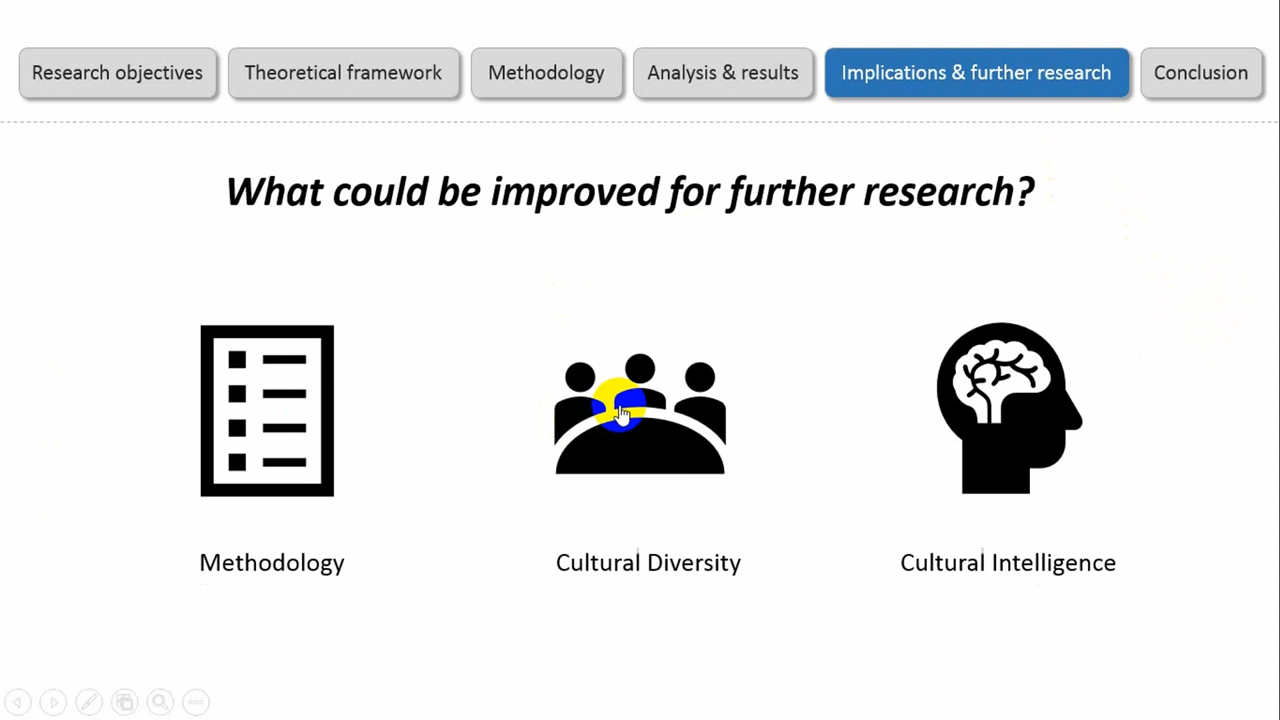 Research objectives
Theoretical framework
Methodology
Analysis & results
Implications & further research
Conclusion
What could be improved for further research?
Methodology
Cultural Diversity
Cultural Intelligence